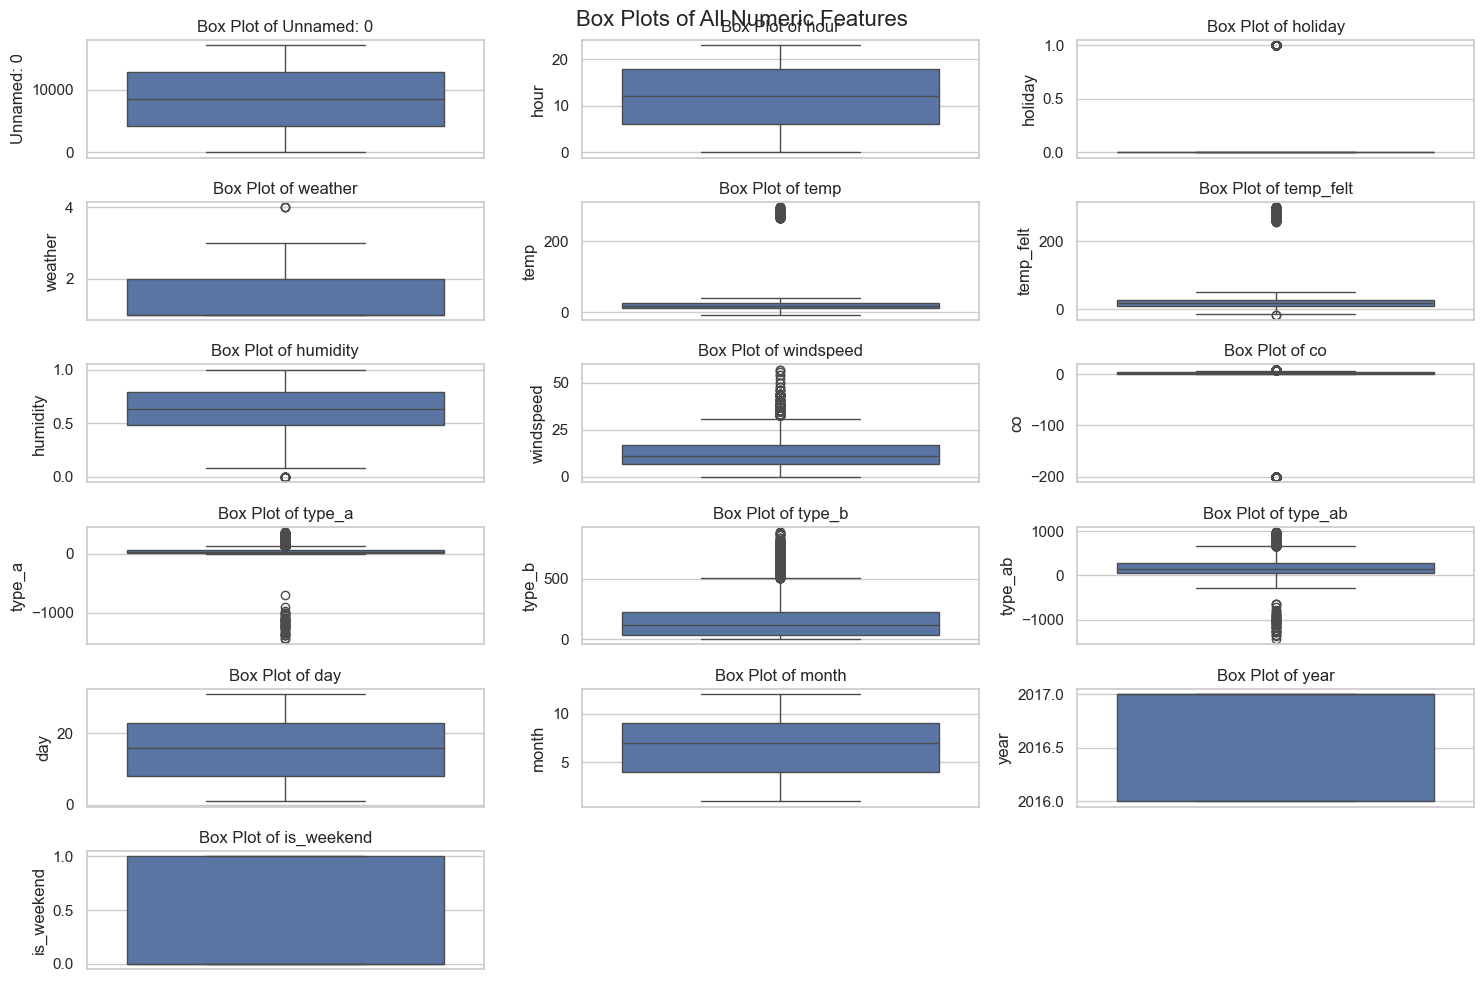 Box Plots of All Numeric Features
Box Plot of Unnamed: 0
Unnamed: 0
10000
0
Box Plot of hour
hour
20
10
0
Box Plot of holiday
holiday
1.0
0.5
0.0
Box Plot of weather
weather
4
2
Box Plot of temp
temp
200
0
Box Plot of temp_felt
temp_felt
200
0
Box Plot of humidity
humidity
1.0
0.5
0.0
Box Plot of windspeed
windspeed
50
25
0
Box Plot of co
co
0
−100
−200
Box Plot of type_a
type_a
0
−1000
Box Plot of type_b
type_b
500
0
Box Plot of type_ab
type_ab
1000
0
−1000
Box Plot of day
day
20
0
Box Plot of month
month
10
5
Box Plot of year
year
2017.0
2016.5
2016.0
Box Plot of is_weekend
is_weekend
1.0
0.5
0.0